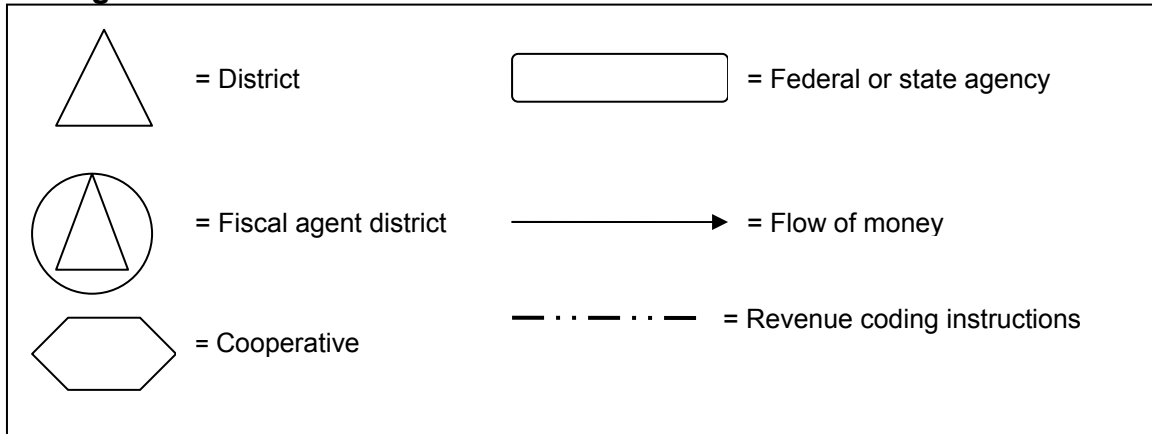 = District
= Federal or state agency
= Fiscal agent district
= Flow of money
= Cooperative
= Revenue coding instructions